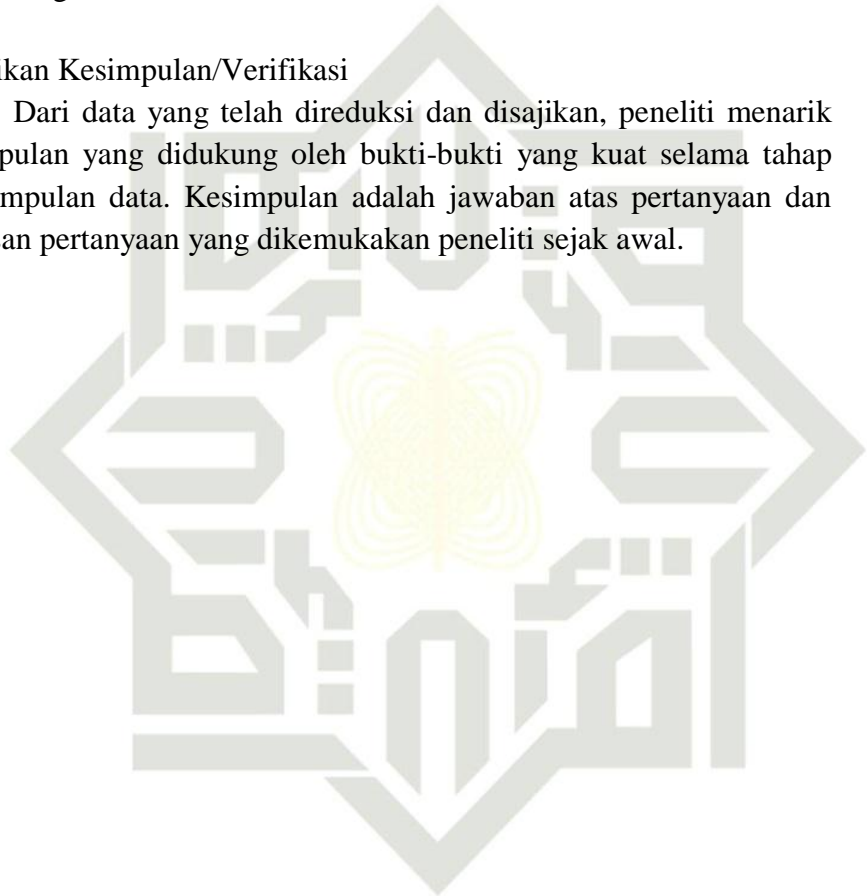 ikan Kesimpulan/Verifikasi
Dari data yang telah direduksi dan disajikan, peneliti menarik
pulan yang didukung oleh bukti-bukti yang kuat selama tahap
mpulan data. Kesimpulan adalah jawaban atas pertanyaan dan
an pertanyaan yang dikemukakan peneliti sejak awal.